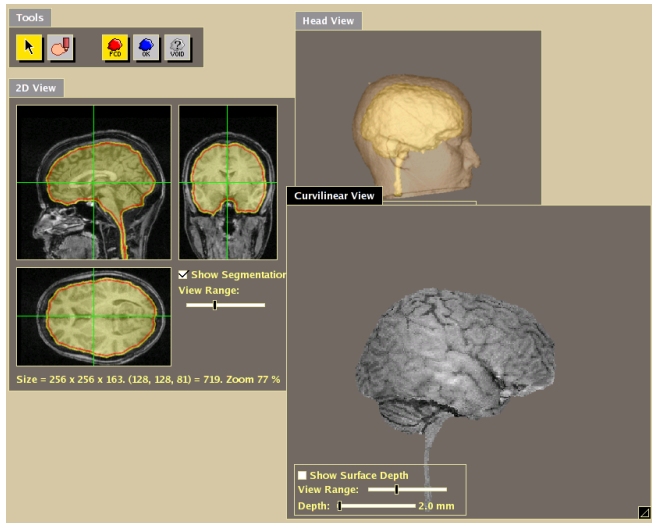 Tools
FCD
OK
VOID
2D View
Show Segmentation
View Range:
Size = 256 x 256 x 163. (128, 128, 81) = 719. Zoom 77 %
Head View
Curvilinear View
Show Surface Depth
View Range:
Depth: 2.0 mm